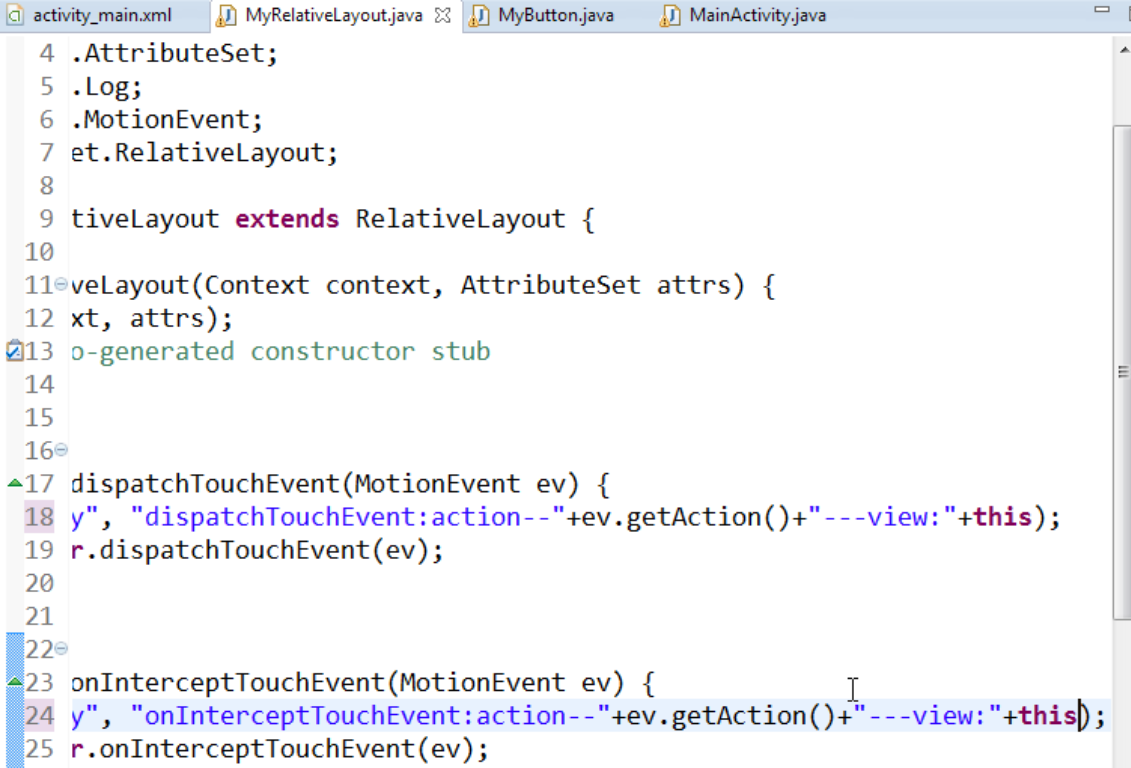 activity_main.xml MyRelativeLayout.java MyButton.java MainActivity.java
4 .AttributeSet;
5 .Log;
6 .MotionEvent;
7 et.RelativeLayout;
8
9 tiveLayout extends RelativeLayout {
10
11 veLayout(Context context, AttributeSet attrs) {
12 xt, attrs);
13 o-generated constructor stub
14
15
16
17 dispatchTouchEvent(MotionEvent ev) {
18 y", "dispatchTouchEvent:action--"+ev.getAction()+"---view:"+this);
19 r.dispatchTouchEvent(ev);
20
21
22
23 onInterceptTouchEvent(MotionEvent ev) {
24 y", "onInterceptTouchEvent:action--"+ev.getAction()+"---view:"+this);
25 r.onInterceptTouchEvent(ev);